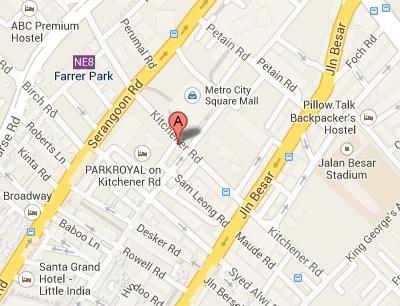 ABC Premium
Hostel
Perumal Rd
Petain Rd
Jln Besar
Foch Rd
NE8
Farrer Park
Serangoon Rd
Petain Rd
Metro City
Square Mall
Birch Rd
A
Kitchener Rd
Pillow.Talk
Backpacker's
Hostel
Roberts Ln
Kinta Rd
PARKROYAL on
Kitchener Rd
Jalan Besar
Stadium
Sam Leong Rd
Jln Besar
Broadway
Baboo Ln
Desker Rd
Maude Rd
Kitchener Rd
King George's A
Rowell Rd
Santa Grand
Hotel -
Little India
Syed Alwi
Jln Berse